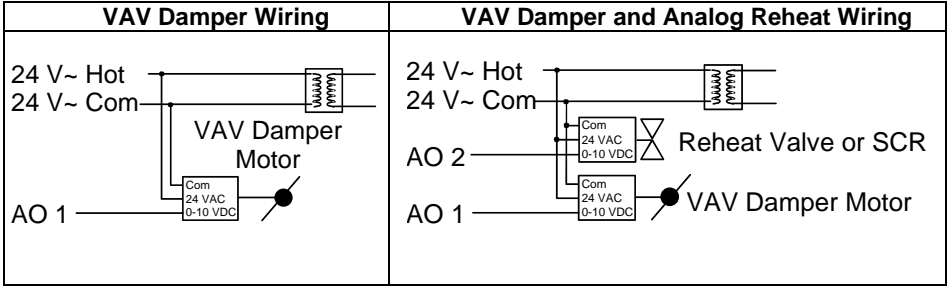 VAV Damper Wiring
24 V~ Hot
24 V~ Com
VAV Damper
Motor
Com
24 VAC
0-10 VDC
AO 1
VAV Damper and Analog Reheat Wiring
24 V~ Hot
24 V~ Com
Com
24 VAC
0-10 VDC
Reheat Valve or SCR
AO 2
Com
24 VAC
0-10 VDC
VAV Damper Motor
AO 1